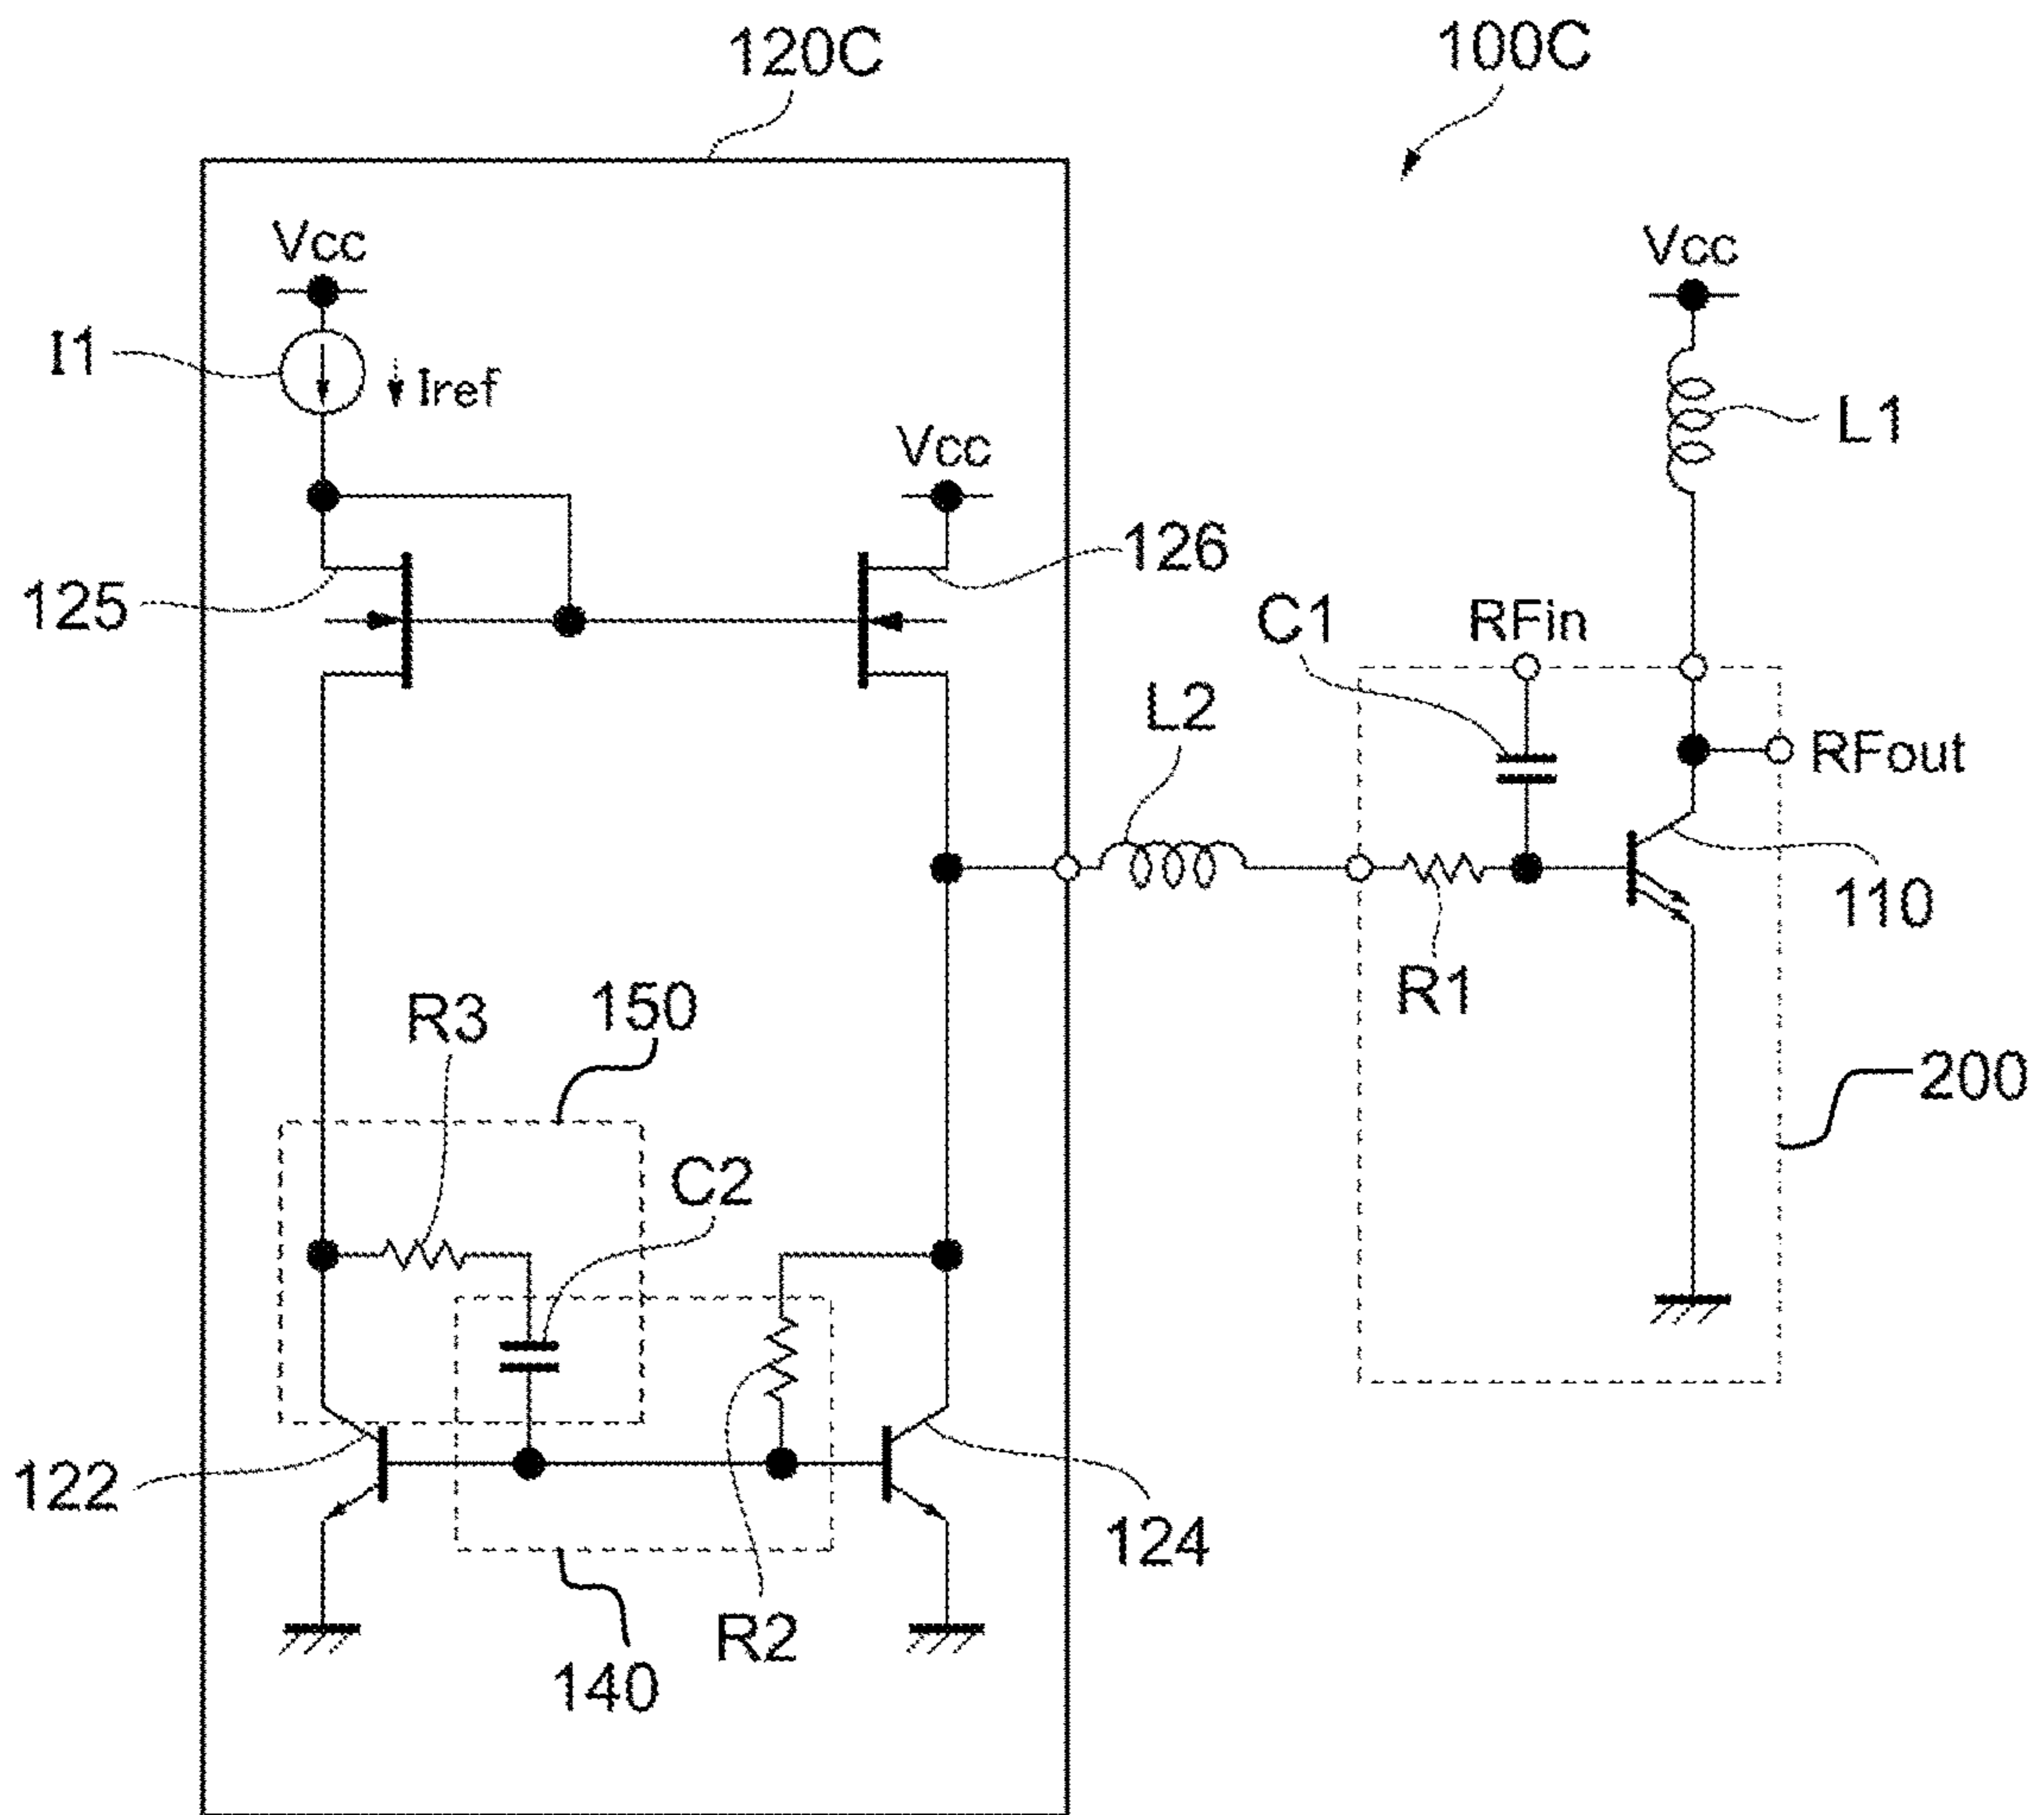 120C
100C
Vcc
Vcc
I1
Iref
L1
Vcc
126
125
C1
RFin
L2
RFout
110
R1
150
R3
200
C2
122
124
R2
140